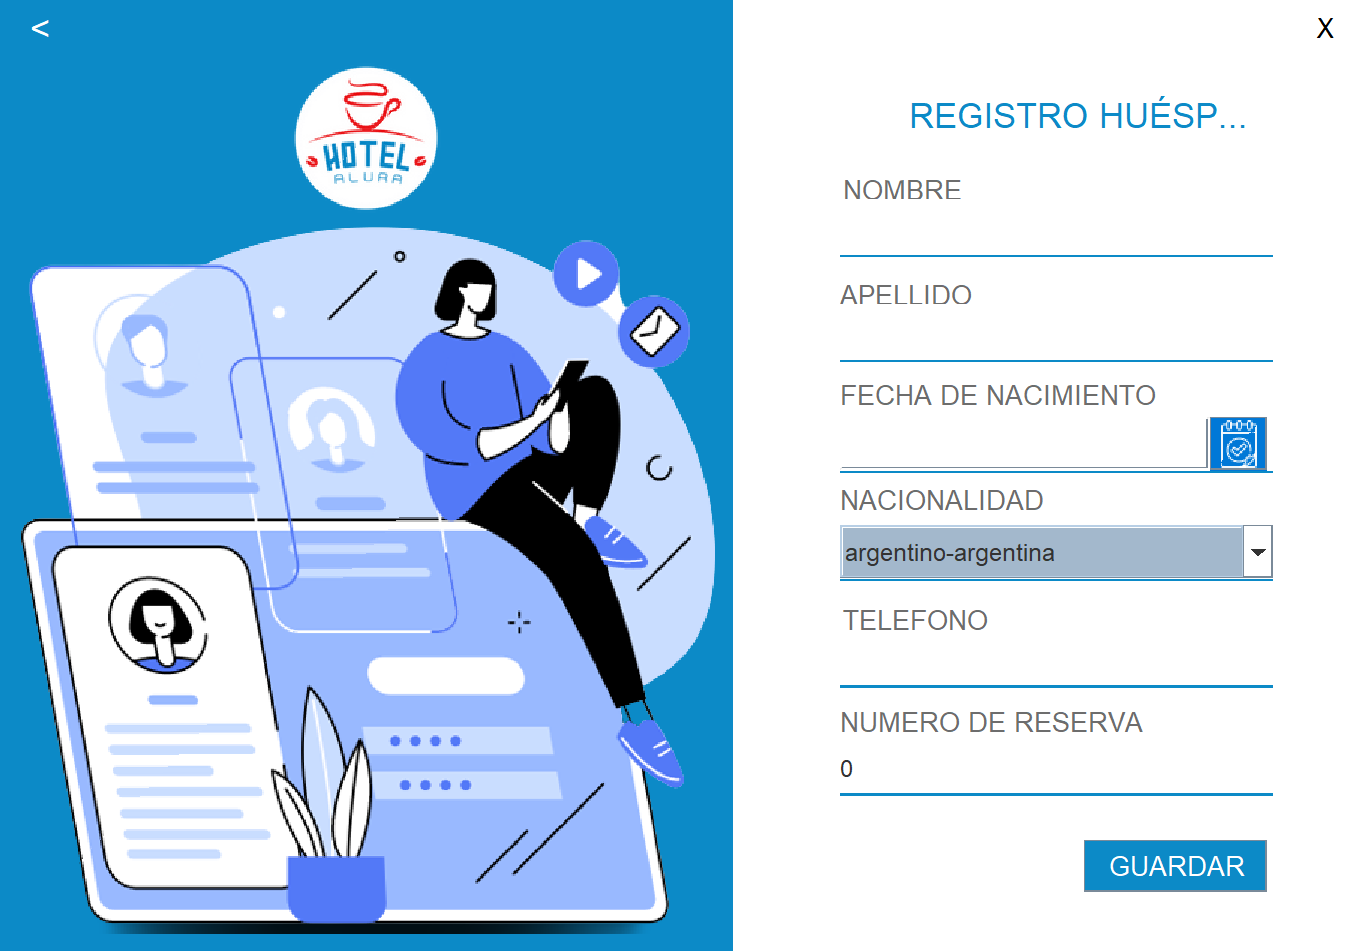 <
X
HOTEL
ALURA
REGISTRO HUÉSP...
NOMBRE
APELLIDO
FECHA DE NACIMIENTO
NACIONALIDAD
argentino-argentina
TELEFONO
NUMERO DE RESERVA
0
GUARDAR